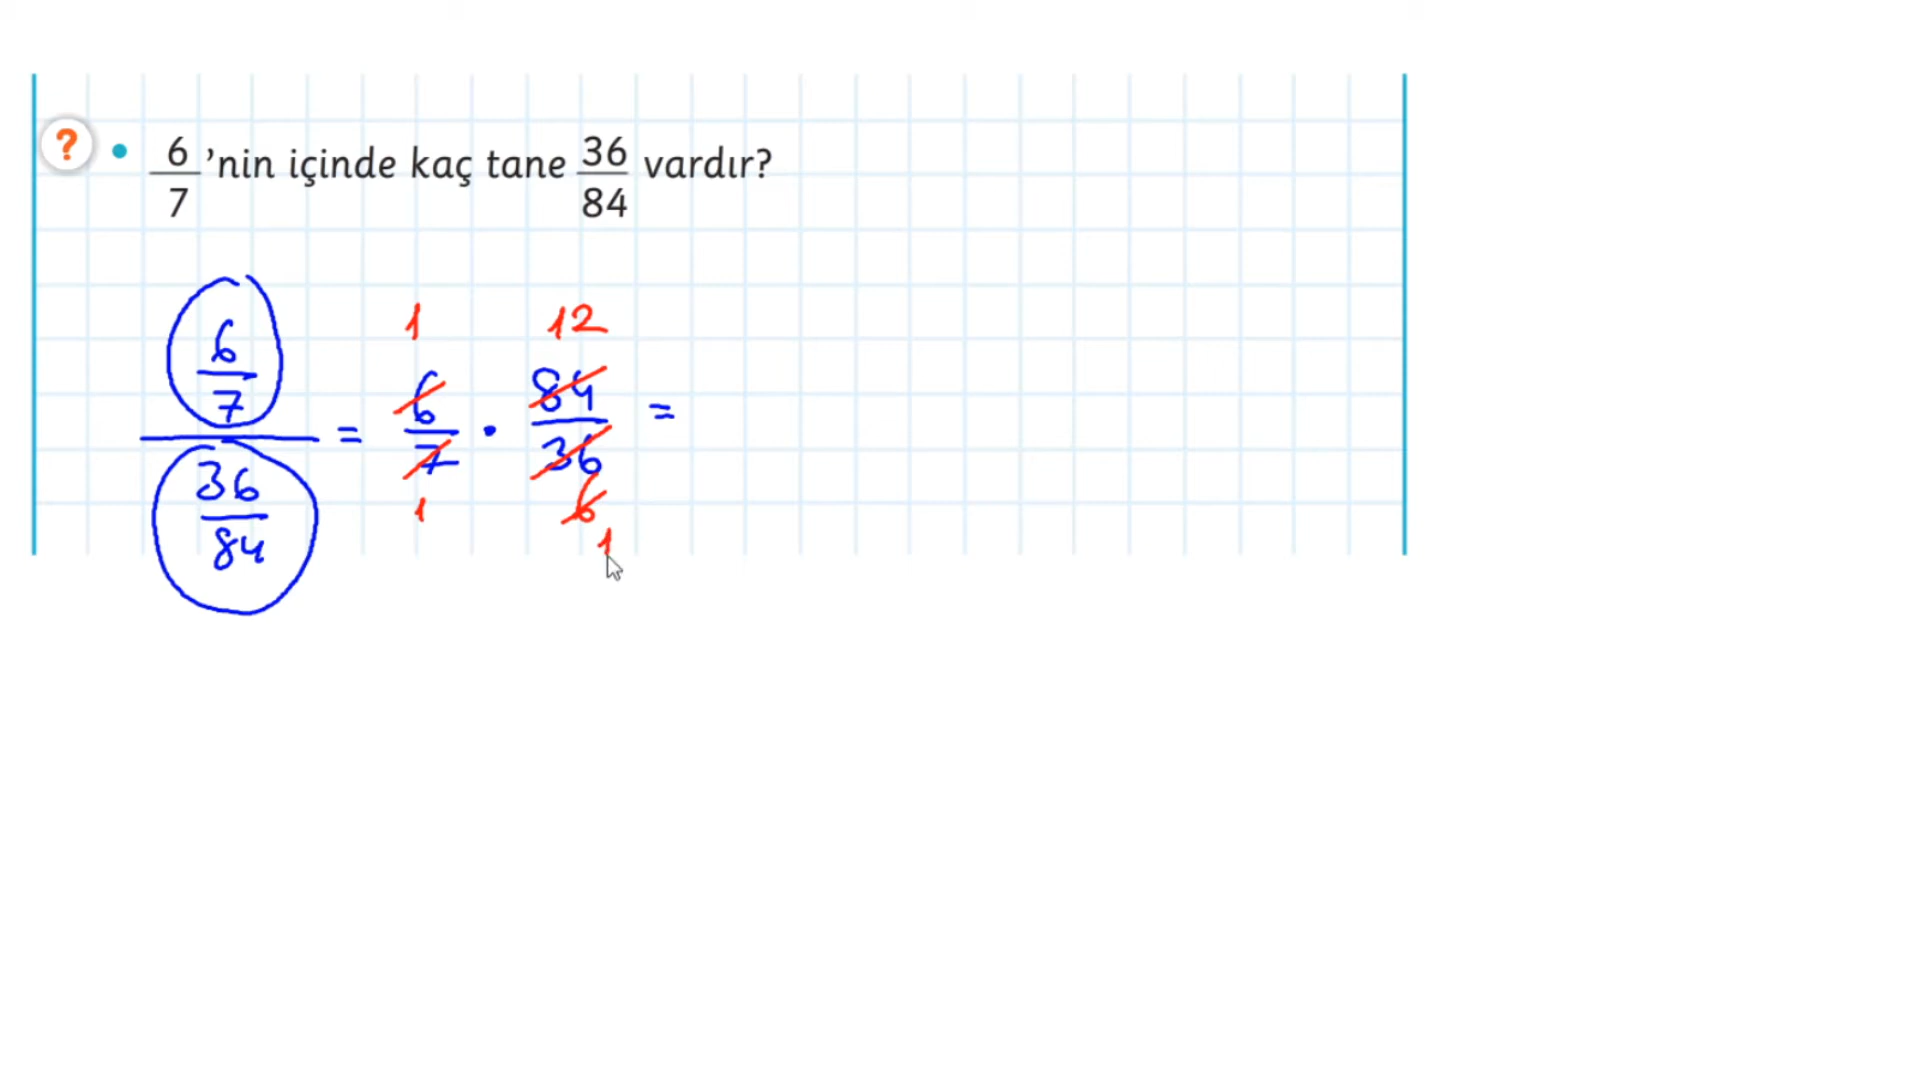 ? • 6/7 'nin içinde kaç tane 36/84 vardır?
1 12
6/7 / 36/84 = 6/7 · 84/36 =
1 6
1